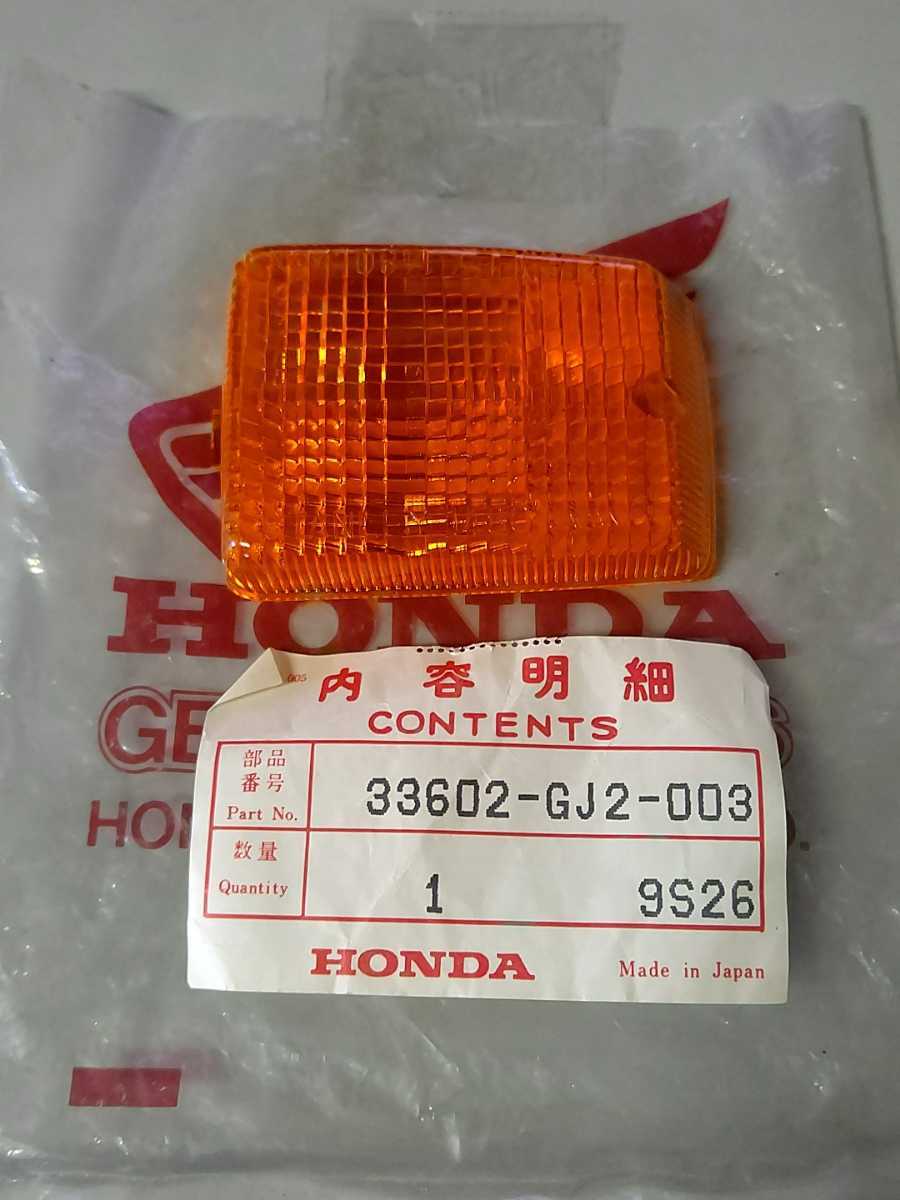 HONDA
005
内容明細
CONTENTS
部品
番号
Part No.
33602-GJ2-003
数量
Quantity
1
9S26
HONDA
Made in Japan